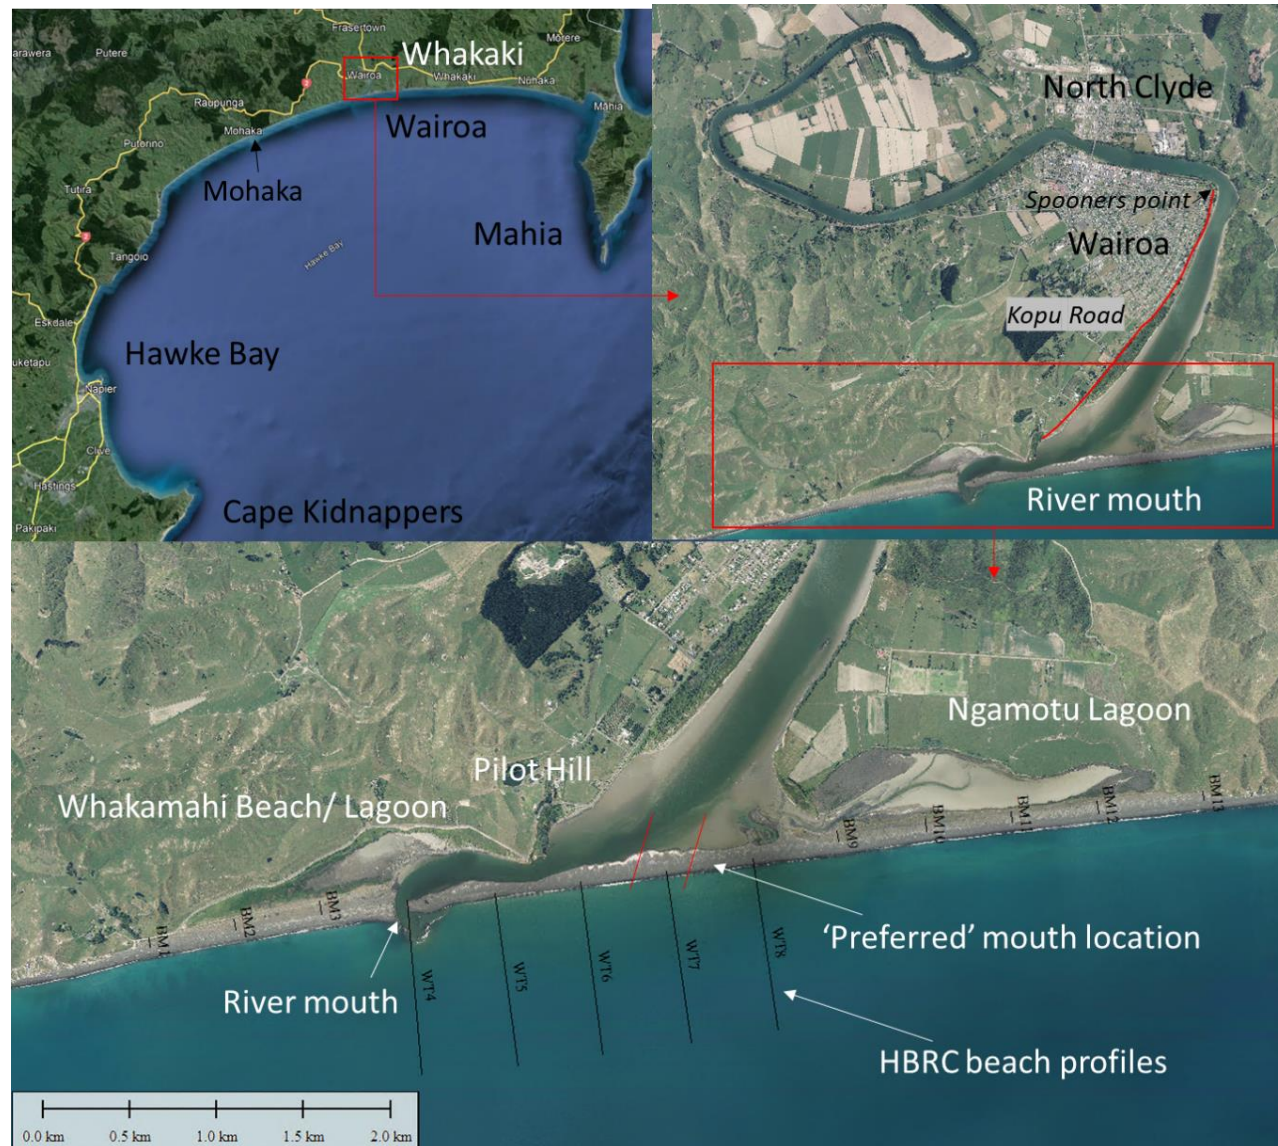 Frasertown
Morere
arawera
Putere
Whakaki
Wairoa
Whakaki
Nuhaka
Mahia
Raupunga
Wairoa
Mohaka
Putorino
Mohaka
Tutira
2
Mahia
Tangoio
Hawke Bay
Eskdale
uketapu
Hawke Bay
Napier
Clive
Hastings
Pakipaki
Cape Kidnappers
North Clyde
Spooners point
Wairoa
Kopu Road
River mouth
Ngamotu Lagoon
Pilot Hill
Whakamahi Beach/ Lagoon
BM1
BM2
BM3
BM9
BM10
BM11
BM12
BM13
WT4
WT5
WT6
WT7
WT8
'Preferred' mouth location
River mouth
HBRC beach profiles
0.0 km 0.5 km 1.0 km 1.5 km 2.0 km